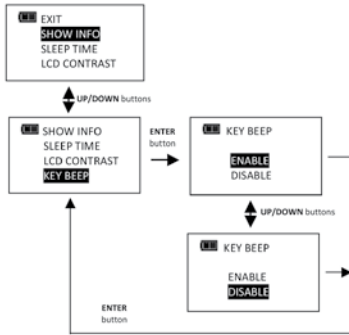 EXIT
SHOW INFO
SLEEP TIME
LCD CONTRAST
UP/DOWN buttons
SHOW INFO
SLEEP TIME
LCD CONTRAST
KEY BEEP
ENTER
button
KEY BEEP
ENABLE
DISABLE
UP/DOWN buttons
KEY BEEP
ENABLE
DISABLE
ENTER
button